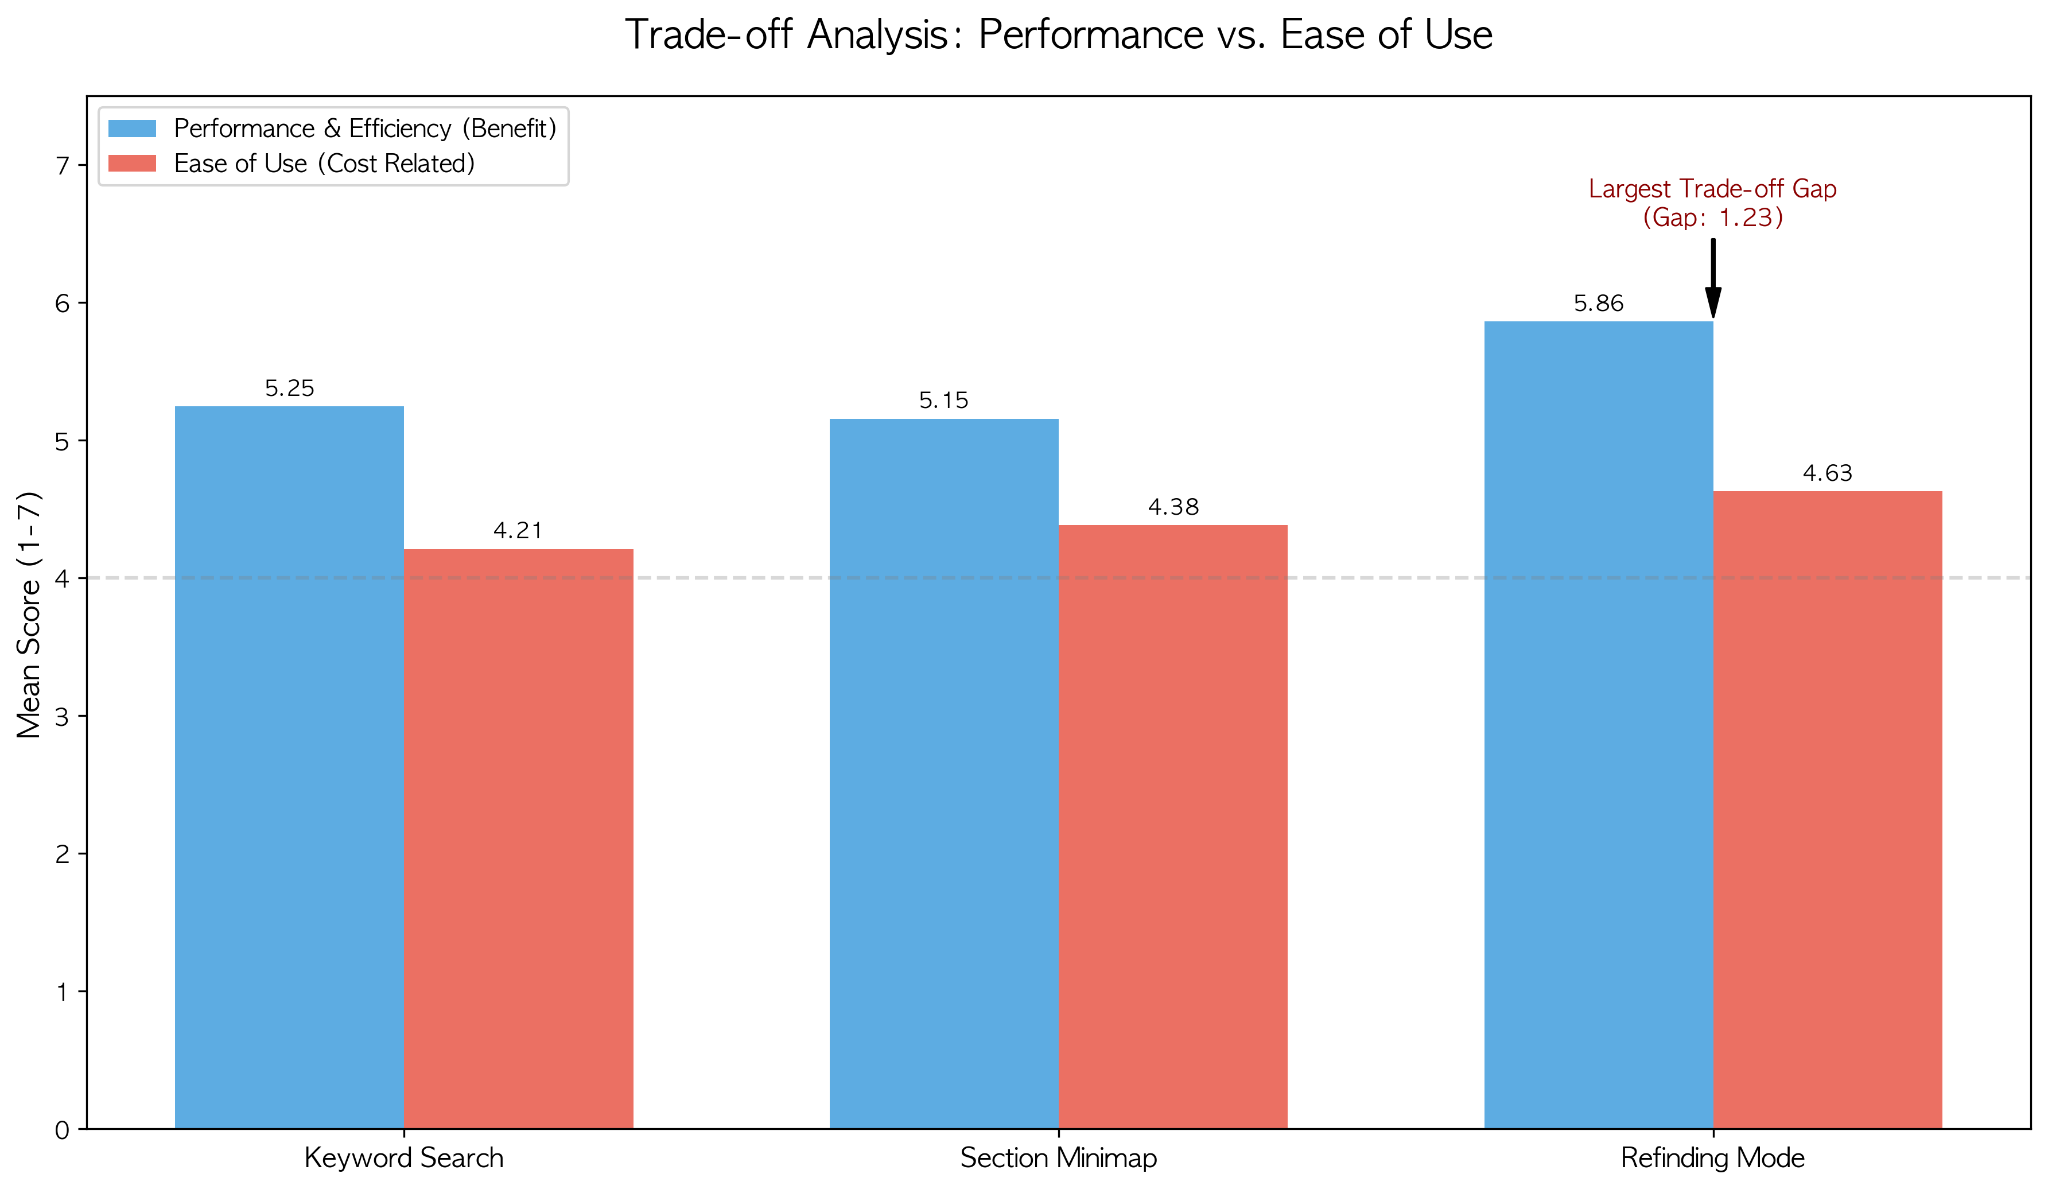 Trade-off Analysis: Performance vs. Ease of Use
Performance & Efficiency (Benefit)
Ease of Use (Cost Related)
Largest Trade-off Gap
(Gap: 1.23)
Mean Score (1-7)
7
6
5
4
3
2
1
0
5.25
4.21
5.15
4.38
5.86
4.63
Keyword Search
Section Minimap
Refinding Mode